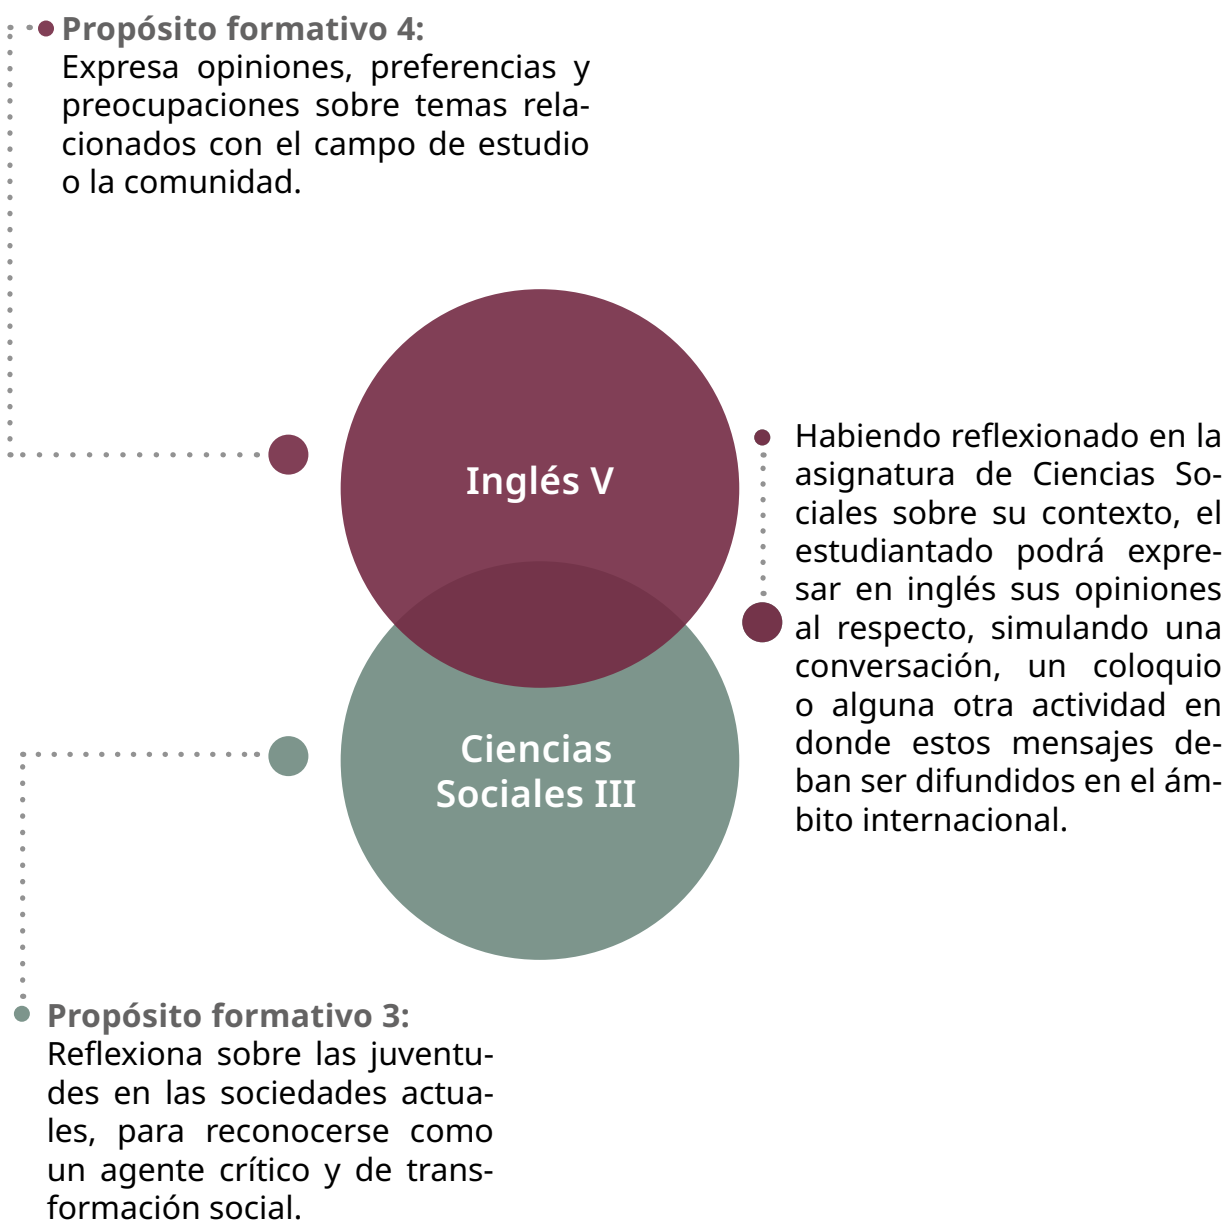 Propósito formativo 4:
Expresa opiniones, preferencias y
preocupaciones sobre temas rela-
cionados con el campo de estudio
o la comunidad.
Inglés V
Habiendo reflexionado en la
asignatura de Ciencias So-
ciales sobre su contexto, el
estudiantado podrá expre-
sar en inglés sus opiniones
al respecto, simulando una
conversación, un coloquio
o alguna otra actividad en
donde estos mensajes de-
ban ser difundidos en el ám-
bito internacional.
Ciencias
Sociales III
Propósito formativo 3:
Reflexiona sobre las juventu-
des en las sociedades actua-
les, para reconocerse como
un agente crítico y de trans-
formación social.